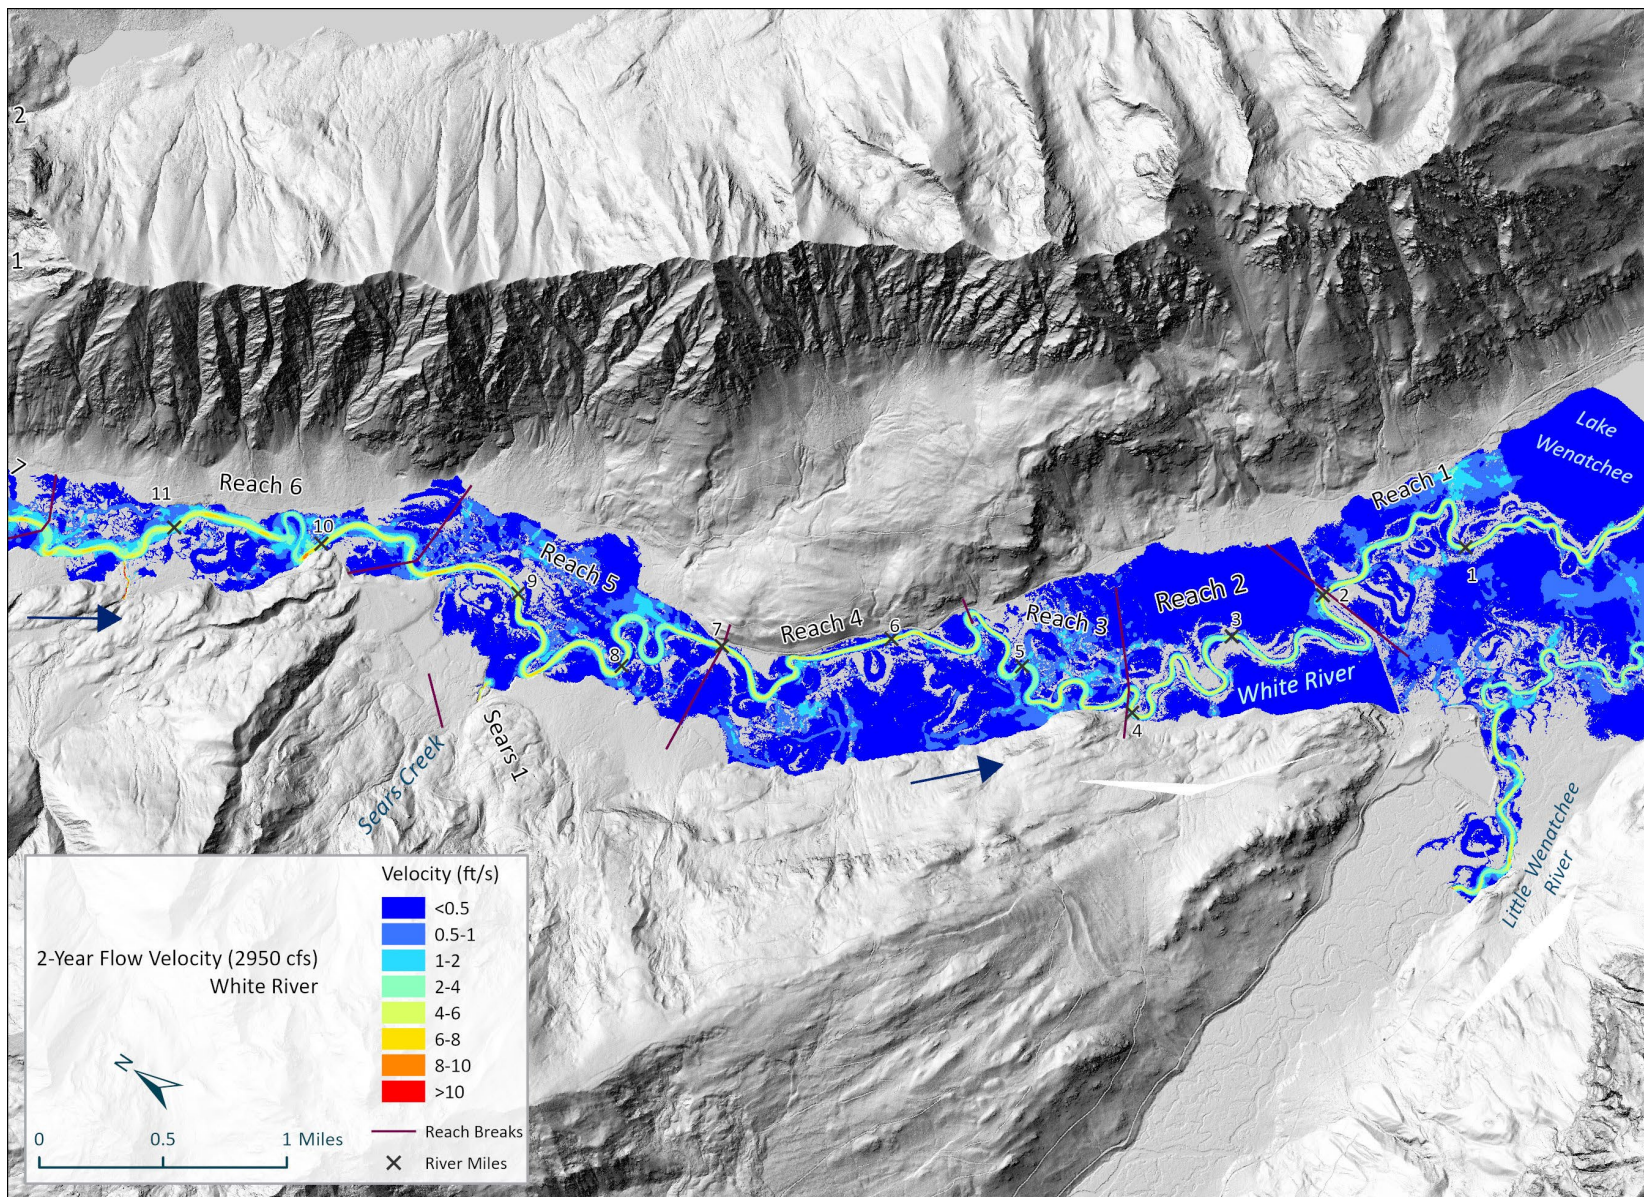 2
1
7
11
Reach 6
10
Reach 5
9
8
7
Reach 4
6
Reach 3
5
4
Reach 2
3
White River
2
Reach 1
1
Lake
Wenatchee
Sears 1
Sears Creek
Little Wenatchee
River
2-Year Flow Velocity (2950 cfs)
White River
N
0 0.5 1 Miles
Velocity (ft/s)
<0.5
0.5-1
1-2
2-4
4-6
6-8
8-10
>10
Reach Breaks
River Miles